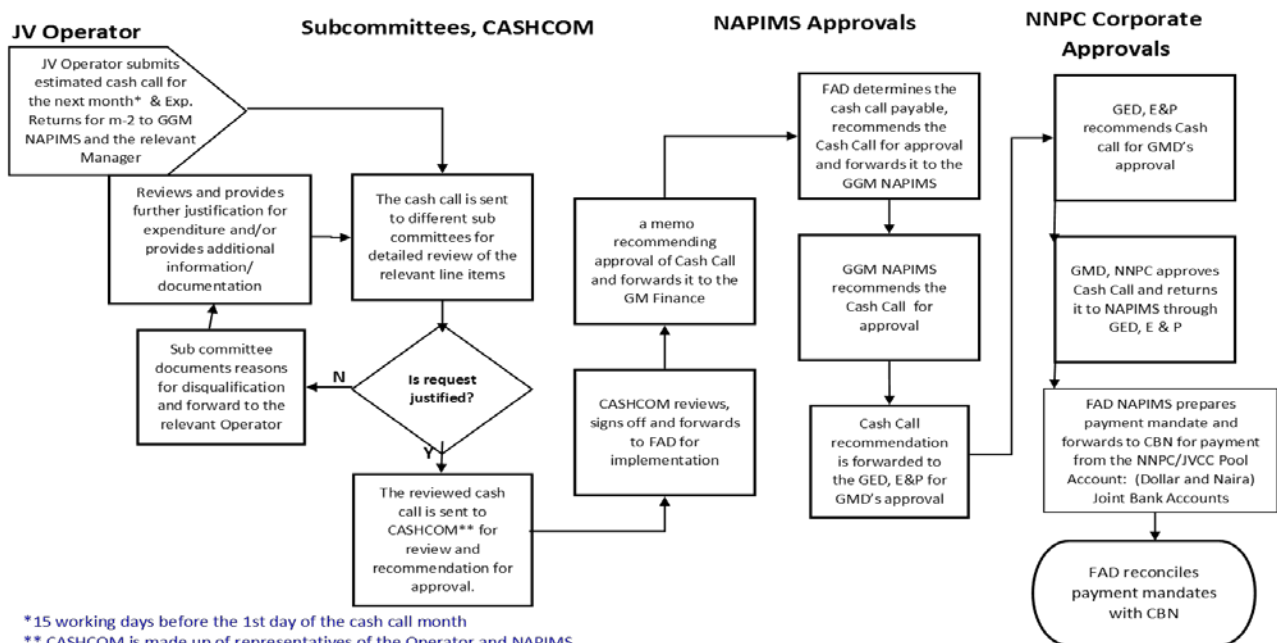 JV Operator
Subcommittees, CASHCOM
NAPIMS Approvals
NNPC Corporate
Approvals
JV Operator submits
estimated cash call for
the next month* & Exp.
Returns for m-2 to GGM
NAPIMS and the relevant
Manager
Reviews and provides
further justification for
expenditure and/or
provides additional
information/
documentation
Sub committee
documents reasons
for disqualification
and forward to the
relevant Operator
The cash call is sent
to different sub
committees for
detailed review of the
relevant line items
N
Is request
justified?
Y
The reviewed cash
call is sent to
CASHCOM** for
review and
recommendation for
approval.
a memo
recommending
approval of Cash Call
and forwards it to the
GM Finance
CASHCOM reviews,
signs off and forwards
to FAD for
implementation
FAD determines the
cash call payable,
recommends the
Cash Call for approval
and forwards it to the
GGM NAPIMS
GGM NAPIMS
recommends the
Cash Call for
approval
Cash Call
recommendation
is forwarded to
the GED, E&P for
GMD's approval
GED, E&P
recommends Cash
call for GMD's
approval
GMD, NNPC approves
Cash Call and returns
it to NAPIMS through
GED, E & P
FAD NAPIMS prepares
payment mandate and
forwards to CBN for payment
from the NNPC/JVCC Pool
Account: (Dollar and Naira)
Joint Bank Accounts
FAD reconciles
payment mandates
with CBN
*15 working days before the 1st day of the cash call month
** CASHCOM is made up of representatives of the Operator and NAPIMS